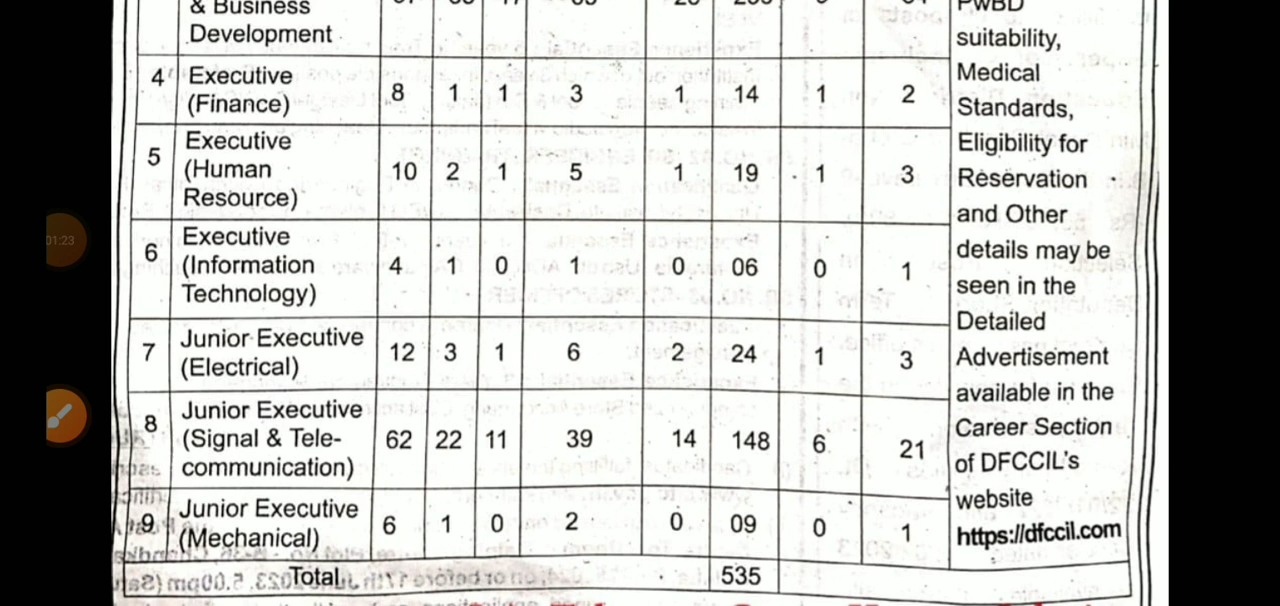 & Business
Development
4 Executive
(Finance) 8 1 1 3 1 14 1 2
5 Executive
(Human
Resource) 10 2 1 5 1 19 1 3
6 Executive
(Information
Technology) 4 1 0 1 0 06 0 1
7 Junior Executive
(Electrical) 12 3 1 6 2 24 1 3
8 Junior Executive
(Signal & Tele-
communication) 62 22 11 39 14 148 6 21
9 Junior Executive
(Mechanical) 6 1 0 2 0 09 0 1
Total 535
PwBD
suitability,
Medical
Standards,
Eligibility for
Reservation
and Other
details may be
seen in the
Detailed
Advertisement
available in the
Career Section
of DFCCIL's
website
https://dfccil.com
01:23